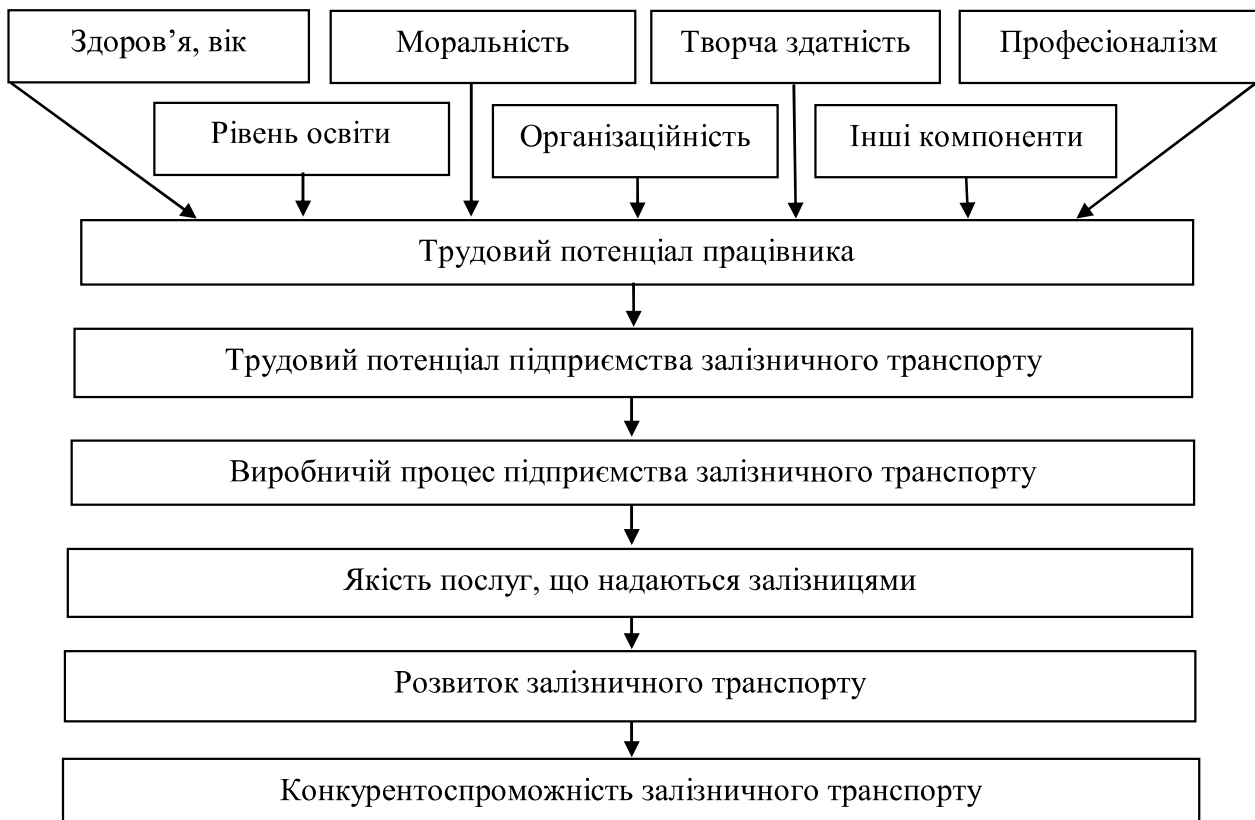 Здоров’я, вік
Моральність
Творча здатність
Професіоналізм
Рівень освіти
Організаційність
Інші компоненти
Трудовий потенціал працівника
Трудовий потенціал підприємства залізничного транспорту
Виробничій процес підприємства залізничного транспорту
Якість послуг, що надаються залізницями
Розвиток залізничного транспорту
Конкурентоспроможність залізничного транспорту